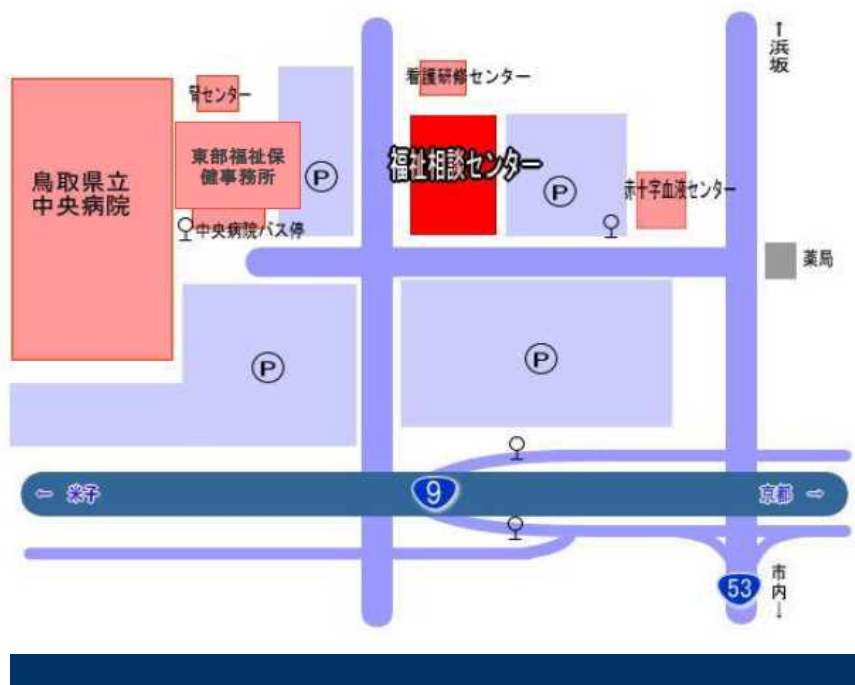 ↑浜坂
看護研修センター
腎センター
東部福祉保
健事務所
鳥取県立
中央病院
P
福祉相談センター
P
赤十字血液センター
中央病院バス停
薬局
P
P
← 米子
9
京都 →
53
市内↓